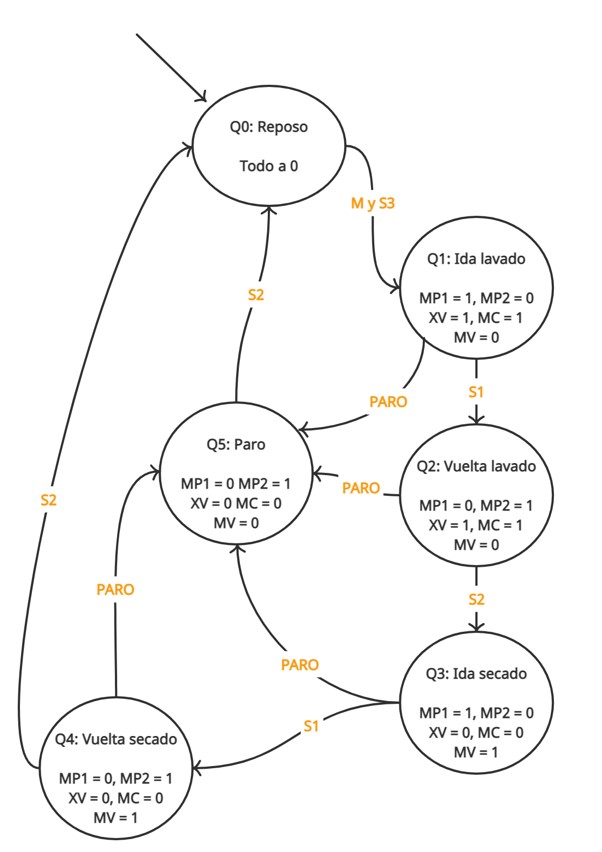 Q0: Reposo
Todo a 0
M y S3
Q1: Ida lavado
MP1 = 1, MP2 = 0
XV = 1, MC = 1
MV = 0
S2
PARO
S1
Q5: Paro
MP1 = 0 MP2 = 1
XV = 0 MC = 0
MV = 0
Q2: Vuelta lavado
MP1 = 0, MP2 = 1
XV = 1, MC = 1
MV = 0
PARO
S2
S2
PARO
PARO
Q3: Ida secado
MP1 = 1, MP2 = 0
XV = 0, MC = 0
MV = 1
S1
Q4: Vuelta secado
MP1 = 0, MP2 = 1
XV = 0, MC = 0
MV = 1